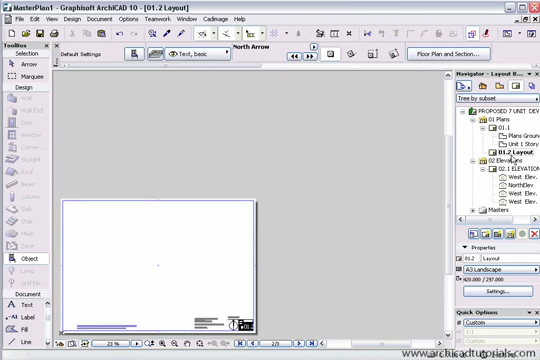 MasterPlan1 - Graphisoft ArchiCAD 10 - [01.2 Layout]
File Edit View Design Document Options Teamwork Window Cadimage Help
ToolBox
Selection
Arrow
Marquee
Design
Wall
Wall End
Door
Window
Corner...
Skylight
Roof
Beam
Column
Slab
Stair
Mesh
Zone
Object
Lamp
Grid Ele...
Document
Text
Label
Fill
Line
Default Settings
Text, basic
North Arrow
Floor Plan and Section...
Navigator - Layout B...
Tree by subset
PROPOSED 7 UNIT DEV
01 Plans
01.1
Plans Ground
Unit 1 Story
01.2 Layout
02 Elevations
02.1 ELEVATION
West Elev.
NorthElev
West Elev.
West Elev.
Masters
Properties
01.2 Layout
A3 Landscape
420.000 / 297.000
Settings...
Quick Options
Custom
1:1
Custom
23 %
2/3
www.archicadtutorials.com